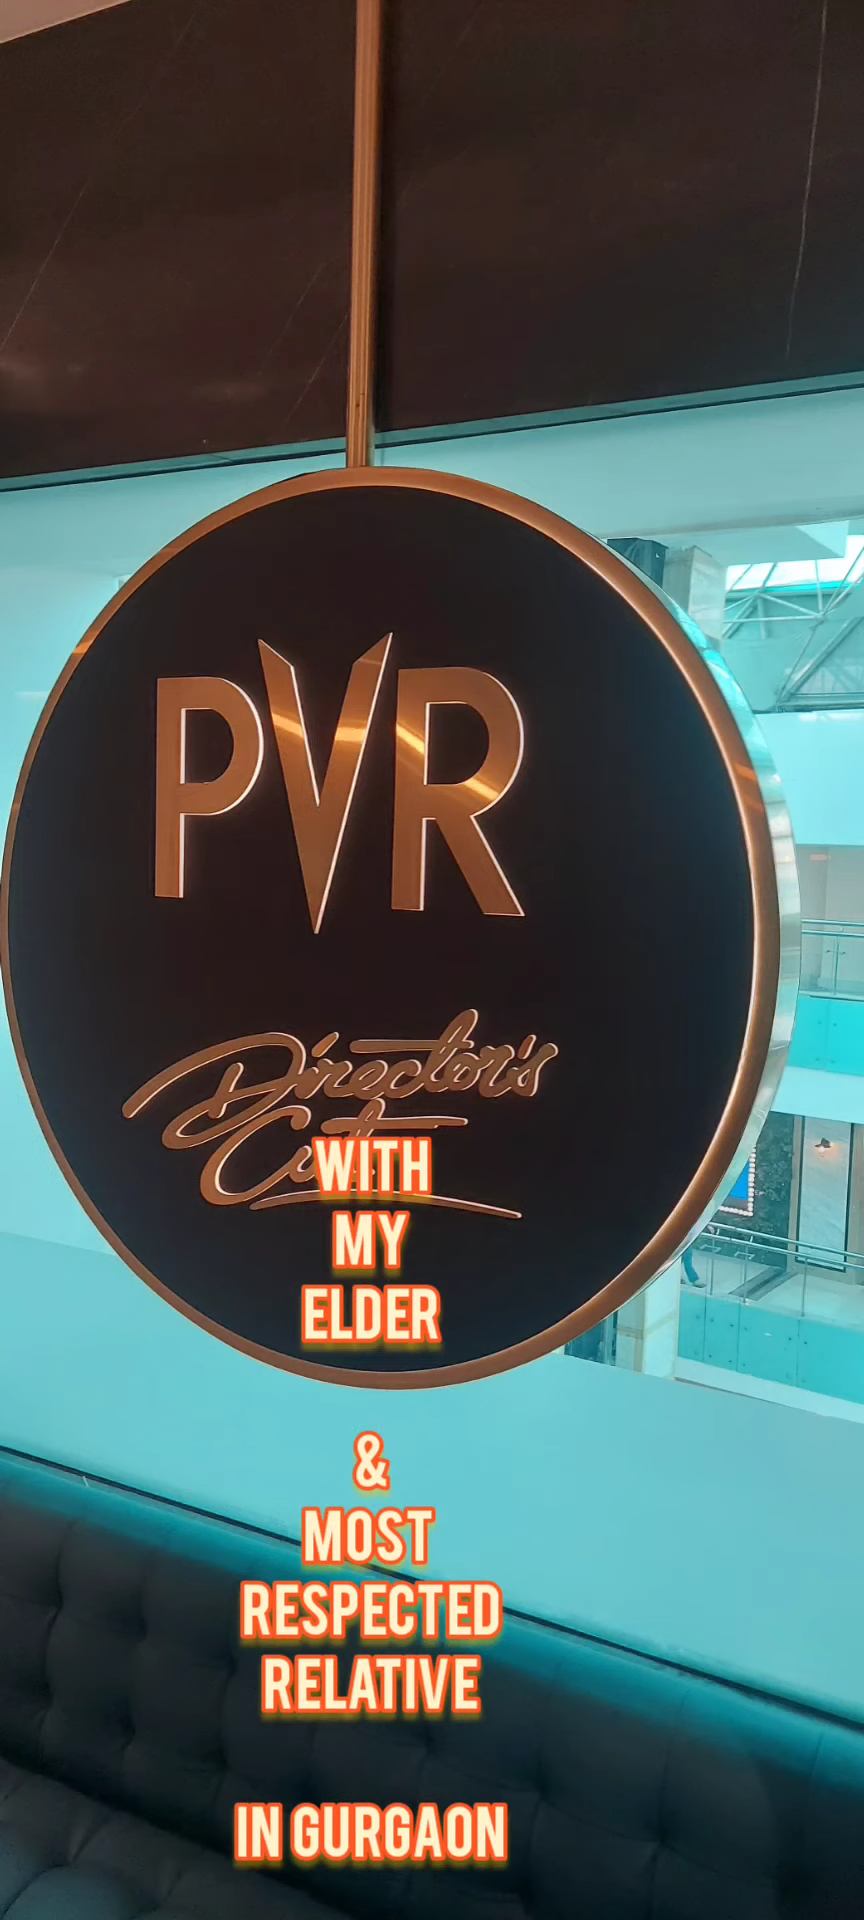 PVR
Director's
Cut
WITH
MY
ELDER
&
MOST
RESPECTED
RELATIVE
IN GURGAON